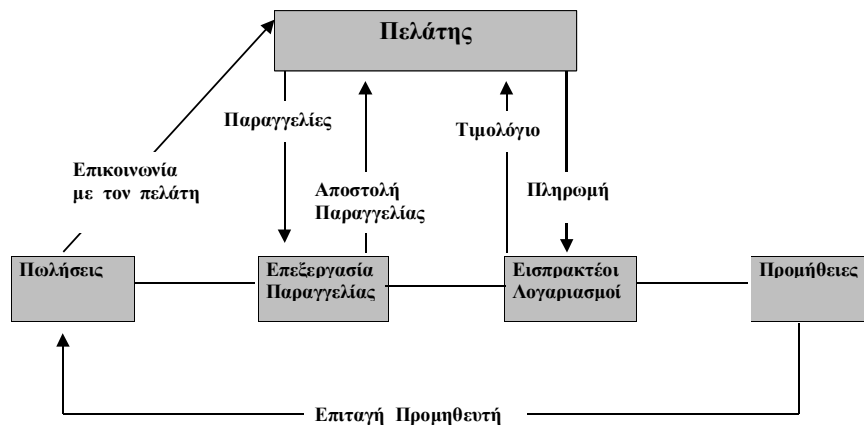 Πελάτης
Παραγγελίες
Τιμολόγιο
Επικοινωνία
με τον πελάτη
Αποστολή
Παραγγελίας
Πληρωμή
Πωλήσεις
Επεξεργασία
Παραγγελίας
Εισπρακτέοι
Λογαριασμοί
Προμήθειες
Επιταγή Προμηθευτή